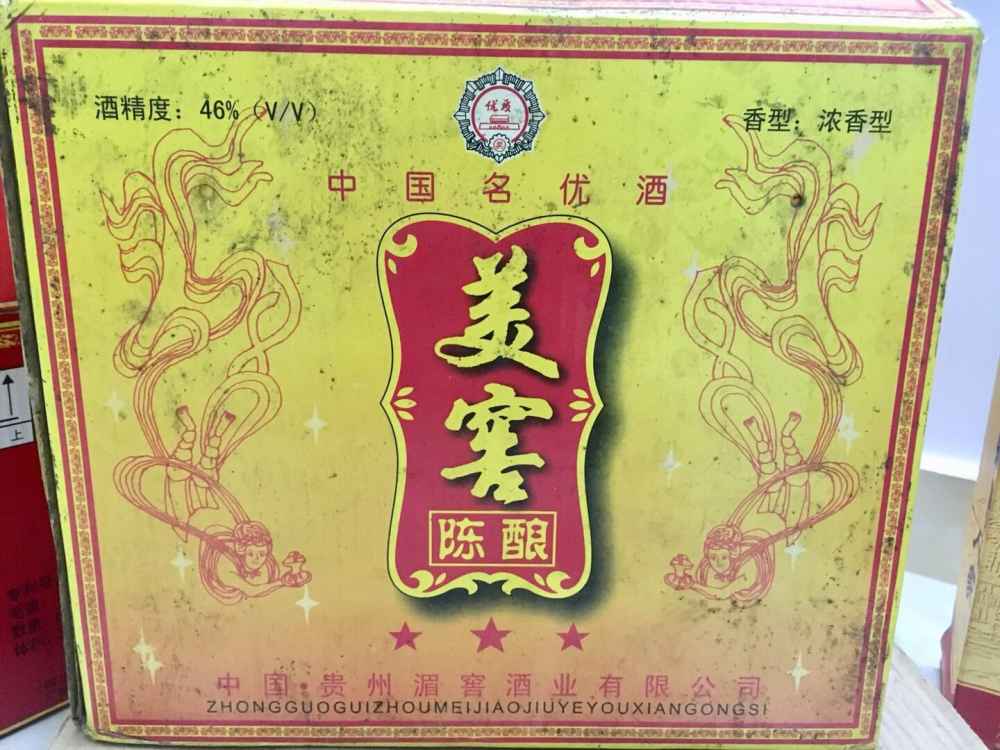 酒精度：46%（V/V）
优质
香型：浓香型
中国名优酒
美窖
陈酿
中国贵州湄窖酒业有限公司
ZHONGGUOGUIZHOUMEIJIAOJIUYEYOUXIANGONGSI
上